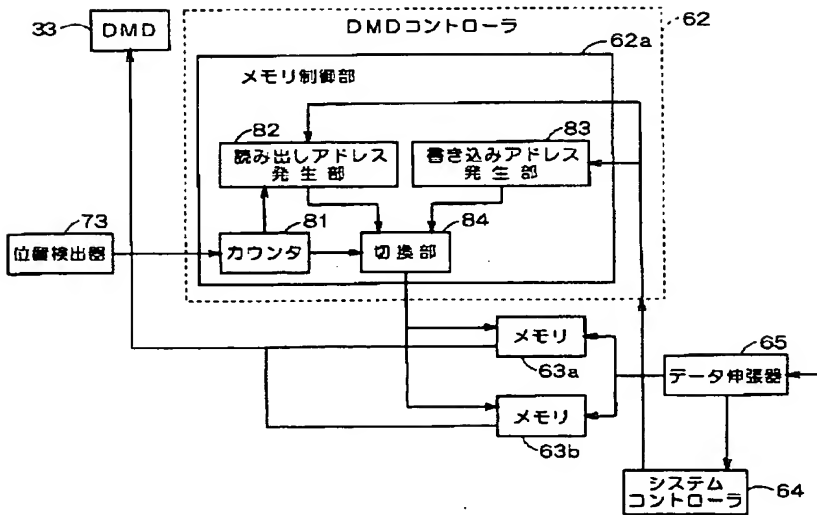 33
DMD
DMDコントローラ
62
62a
メモリ制御部
82
読み出しアドレス
発生部
83
書き込みアドレス
発生部
73
位置検出器
81
カウンタ
84
切換部
メモリ
63a
メモリ
63b
65
データ伸張器
システム
コントローラ
64